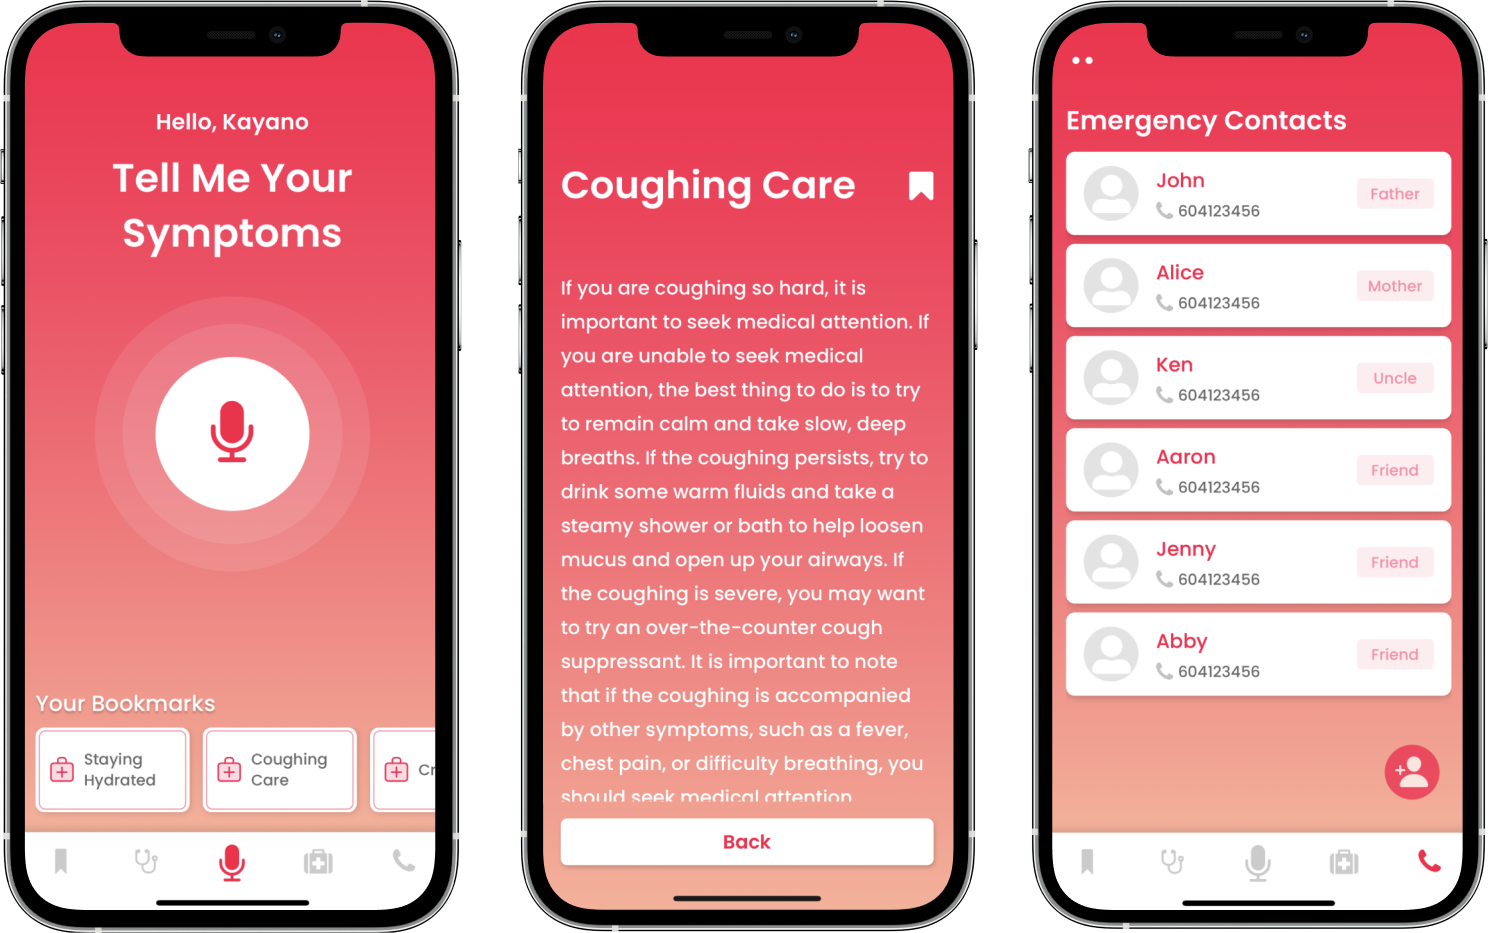 Hello, Kayano
Tell Me Your
Symptoms
Your Bookmarks
Staying
Hydrated
Coughing
Care
Coughing Care
If you are coughing so hard, it is
important to seek medical attention. If
you are unable to seek medical
attention, the best thing to do is to try
to remain calm and take slow, deep
breaths. If the coughing persists, try to
drink some warm fluids and take a
steamy shower or bath to help loosen
mucus and open up your airways. If
the coughing is severe, you may want
to try an over-the-counter cough
suppressant. It is important to note
that if the coughing is accompanied
by other symptoms, such as a fever,
chest pain, or difficulty breathing, you
should seek medical attention
Back
Emergency Contacts
John
604123456
Father
Alice
604123456
Mother
Ken
604123456
Uncle
Aaron
604123456
Friend
Jenny
604123456
Friend
Abby
604123456
Friend